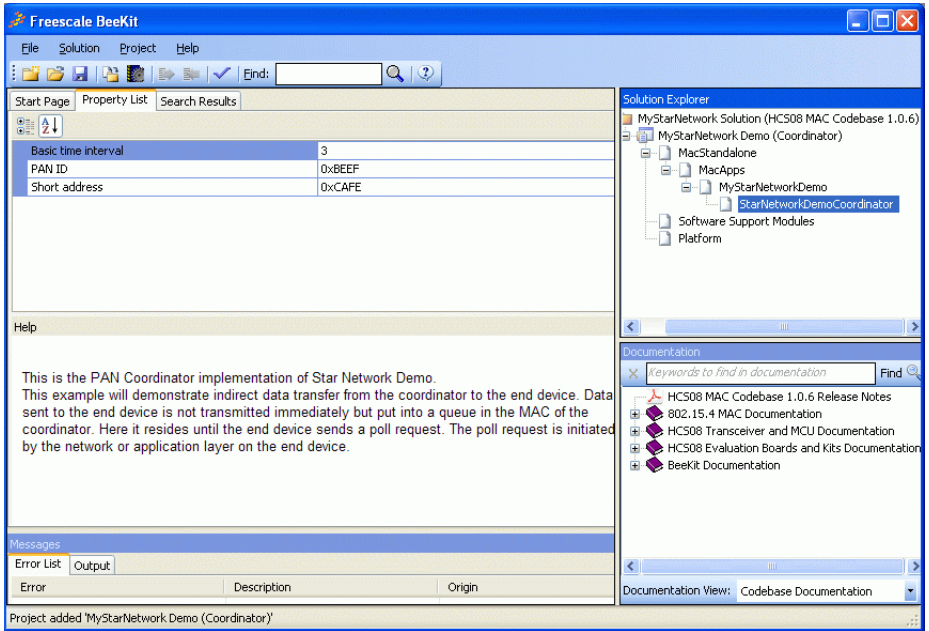 Freescale BeeKit
File Solution Project Help
Find:
Start Page Property List Search Results
Basic time interval 3
PAN ID 0xBEEF
Short address 0xCAFE
Help
This is the PAN Coordinator implementation of Star Network Demo.
This example will demonstrate indirect data transfer from the coordinator to the end device. Data
sent to the end device is not transmitted immediately but put into a queue in the MAC of the
coordinator. Here it resides until the end device sends a poll request. The poll request is initiated
by the network or application layer on the end device.
Messages
Error List Output
Error Description Origin
Solution Explorer
MyStarNetwork Solution (HCS08 MAC Codebase 1.0.6)
MyStarNetwork Demo (Coordinator)
MacStandalone
MacApps
MyStarNetworkDemo
StarNetworkDemoCoordinator
Software Support Modules
Platform
Documentation
Keywords to find in documentation Find
HCS08 MAC Codebase 1.0.6 Release Notes
802.15.4 MAC Documentation
HCS08 Transceiver and MCU Documentation
HCS08 Evaluation Boards and Kits Documentation
BeeKit Documentation
Documentation View: Codebase Documentation
Project added 'MyStarNetwork Demo (Coordinator)'